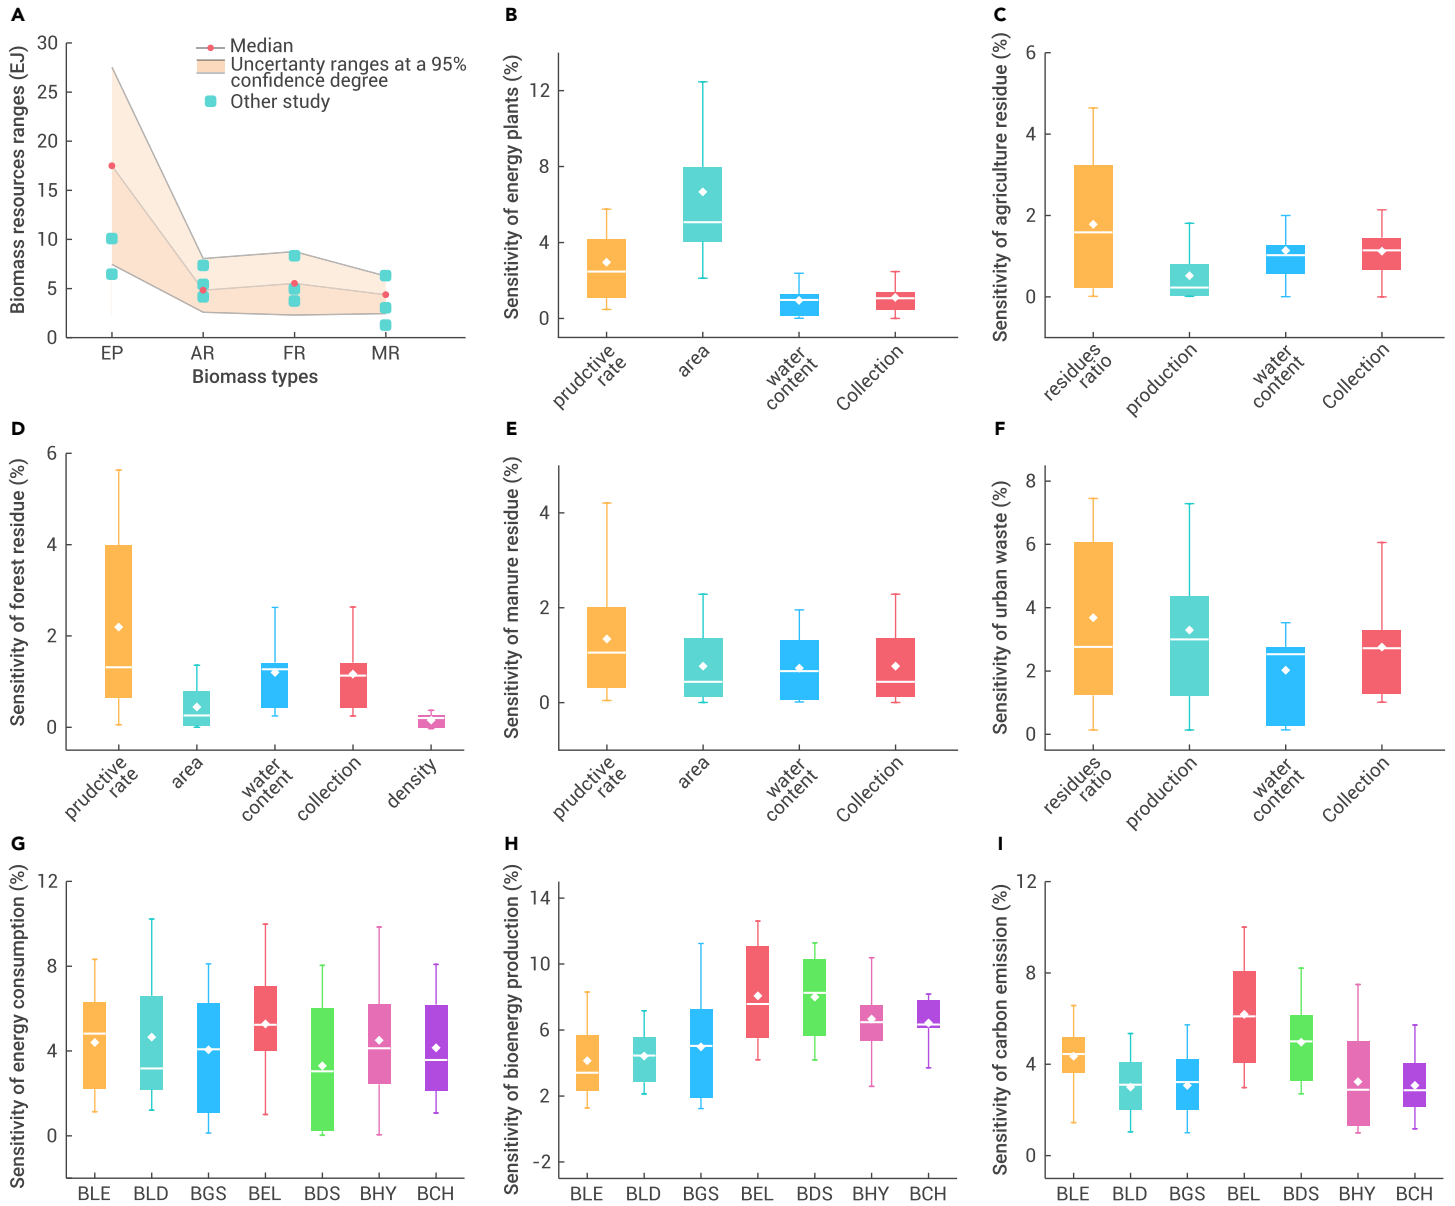 A
Biomass resources ranges (EJ)
30
25
20
15
10
5
0
Median
Uncertainty ranges at a 95%
confidence degree
Other study
EP AR FR MR
Biomass types
B
Sensitivity of energy plants (%)
12
8
4
0
prudctive
rate
area
water
content
Collection
C
Sensitivity of agriculture residue (%)
6
4
2
0
residues
ratio
production
water
content
Collection
D
Sensitivity of forest residue (%)
6
4
2
0
prudctive
rate
area
water
content
collection
density
E
Sensitivity of manure residue (%)
4
2
0
prudctive
rate
area
water
content
Collection
F
Sensitivity of urban waste (%)
8
6
4
2
0
residues
ratio
production
water
content
Collection
G
Sensitivity of energy consumption (%)
12
8
4
0
BLE BLD BGS BEL BDS BHY BCH
H
Sensitivity of bioenergy production (%)
14
10
6
2
-2
BLE BLD BGS BEL BDS BHY BCH
I
Sensitivity of carbon emission (%)
12
8
4
0
BLE BLD BGS BEL BDS BHY BCH